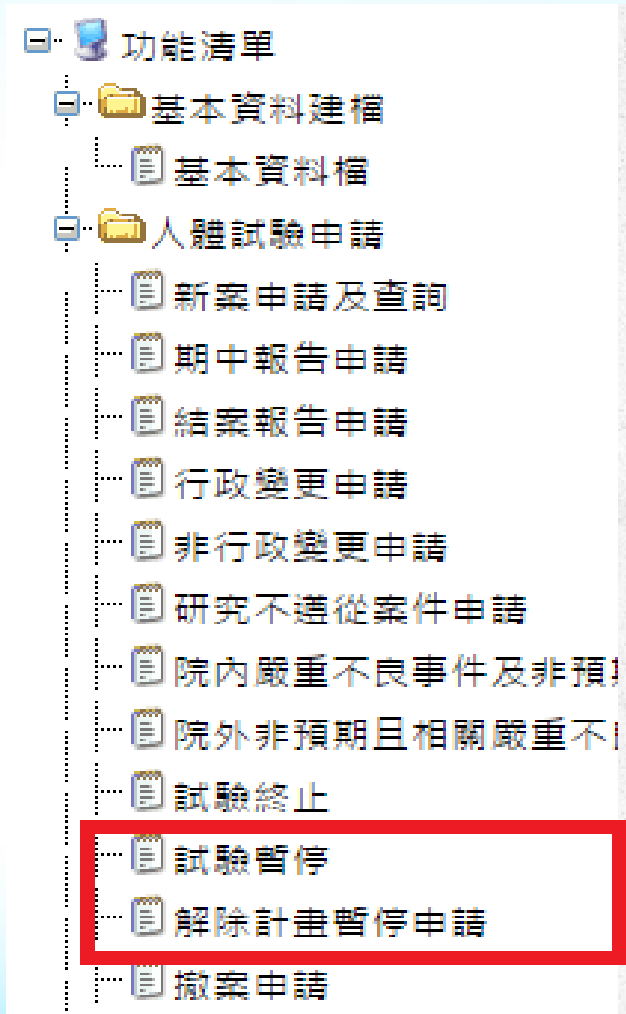 功能清單
基本資料建檔
基本資料檔
人體試驗申請
新案申請及查詢
期中報告申請
結案報告申請
行政變更申請
非行政變更申請
研究不遵從案件申請
院內嚴重不良事件及非預
院外非預期且相關嚴重不
試驗終止
試驗暫停
解除計畫暫停申請
撤案申請